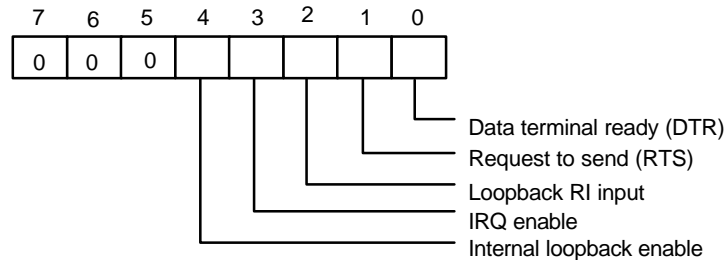 7 6 5 4 3 2 1 0
0 0 0
Data terminal ready (DTR)
Request to send (RTS)
Loopback RI input
IRQ enable
Internal loopback enable